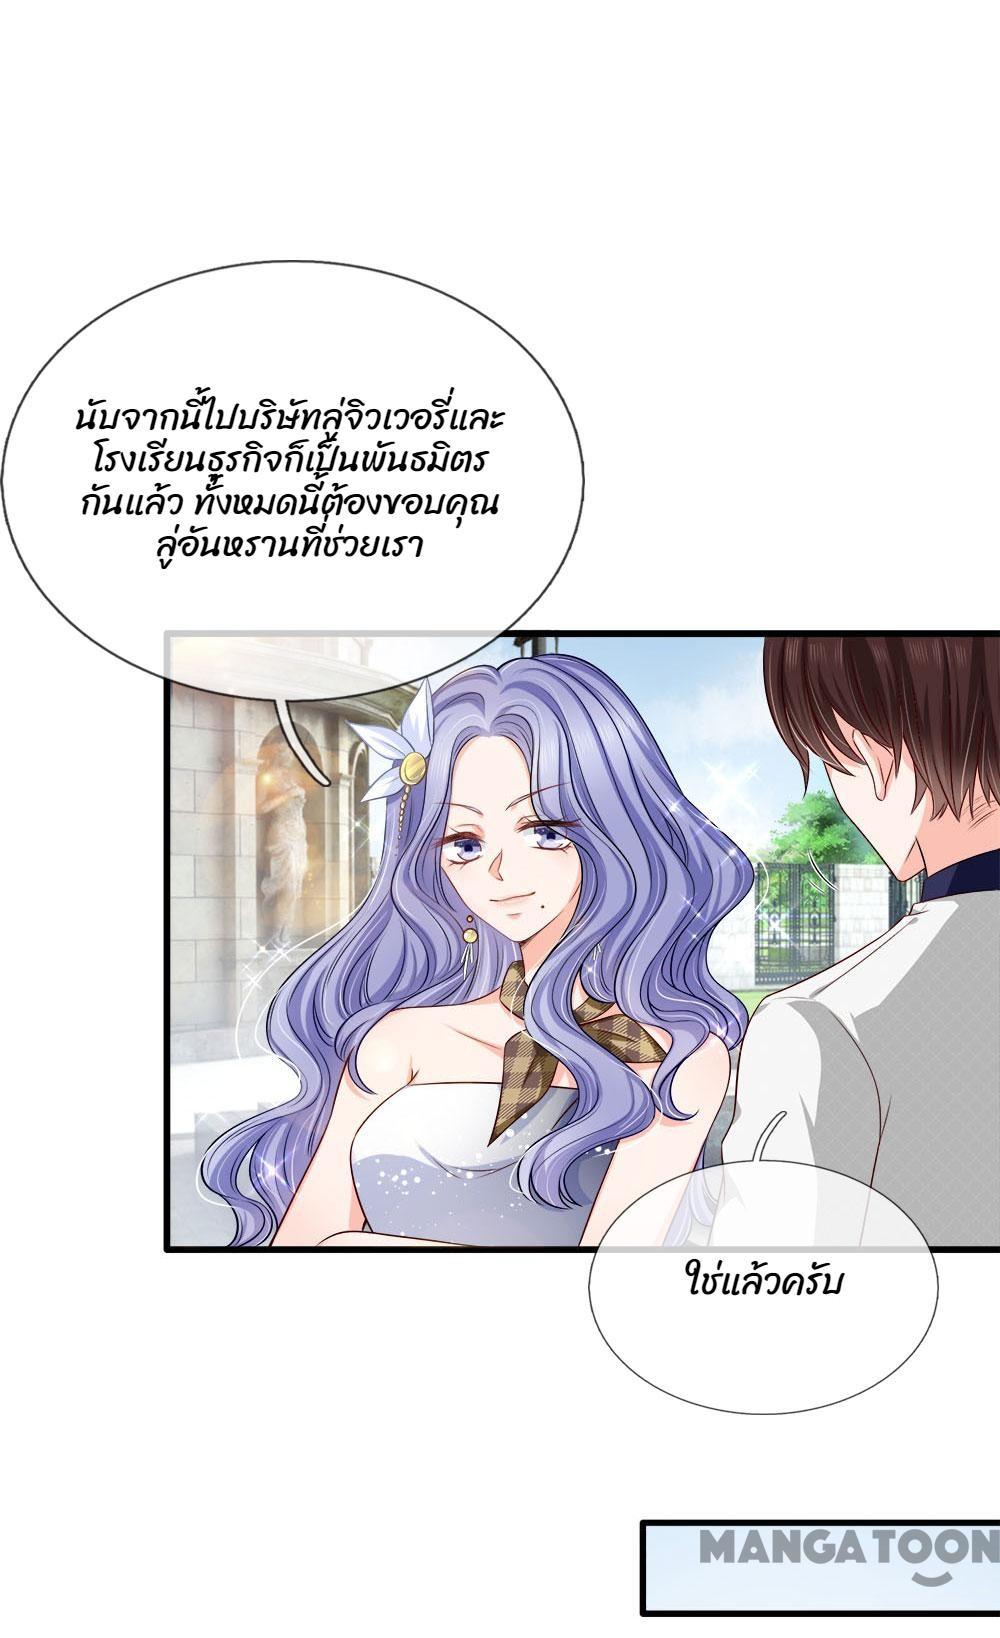 นับจากนี้ไปบริษัทลู่จิวเวอรี่และ
โรงเรียนธุรกิจก็เป็นพันธมิตร
กันแล้ว ทั้งหมดนี้ต้องขอบคุณ
ลู่อันหรานที่ช่วยเรา
ใช่แล้วครับ
MANGATOON